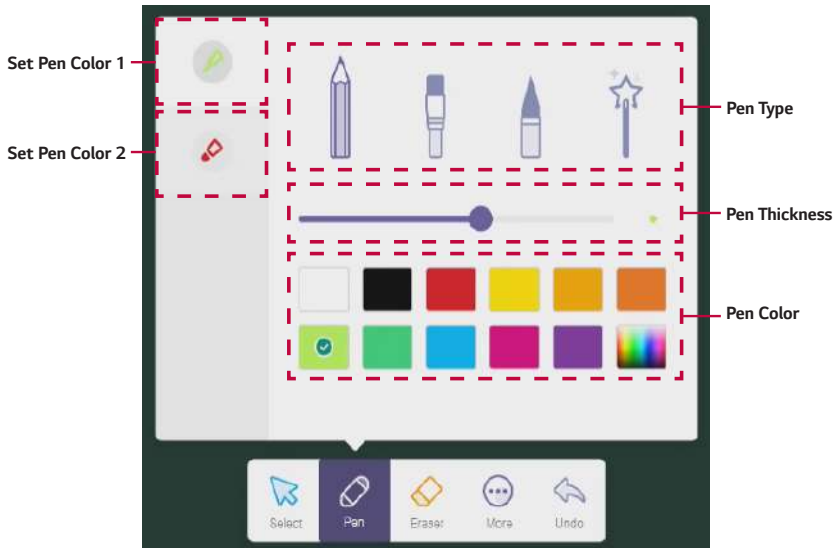 Set Pen Color 1
Set Pen Color 2
Pen Type
Pen Thickness
Pen Color
Select
Pen
Eraser
More
Undo